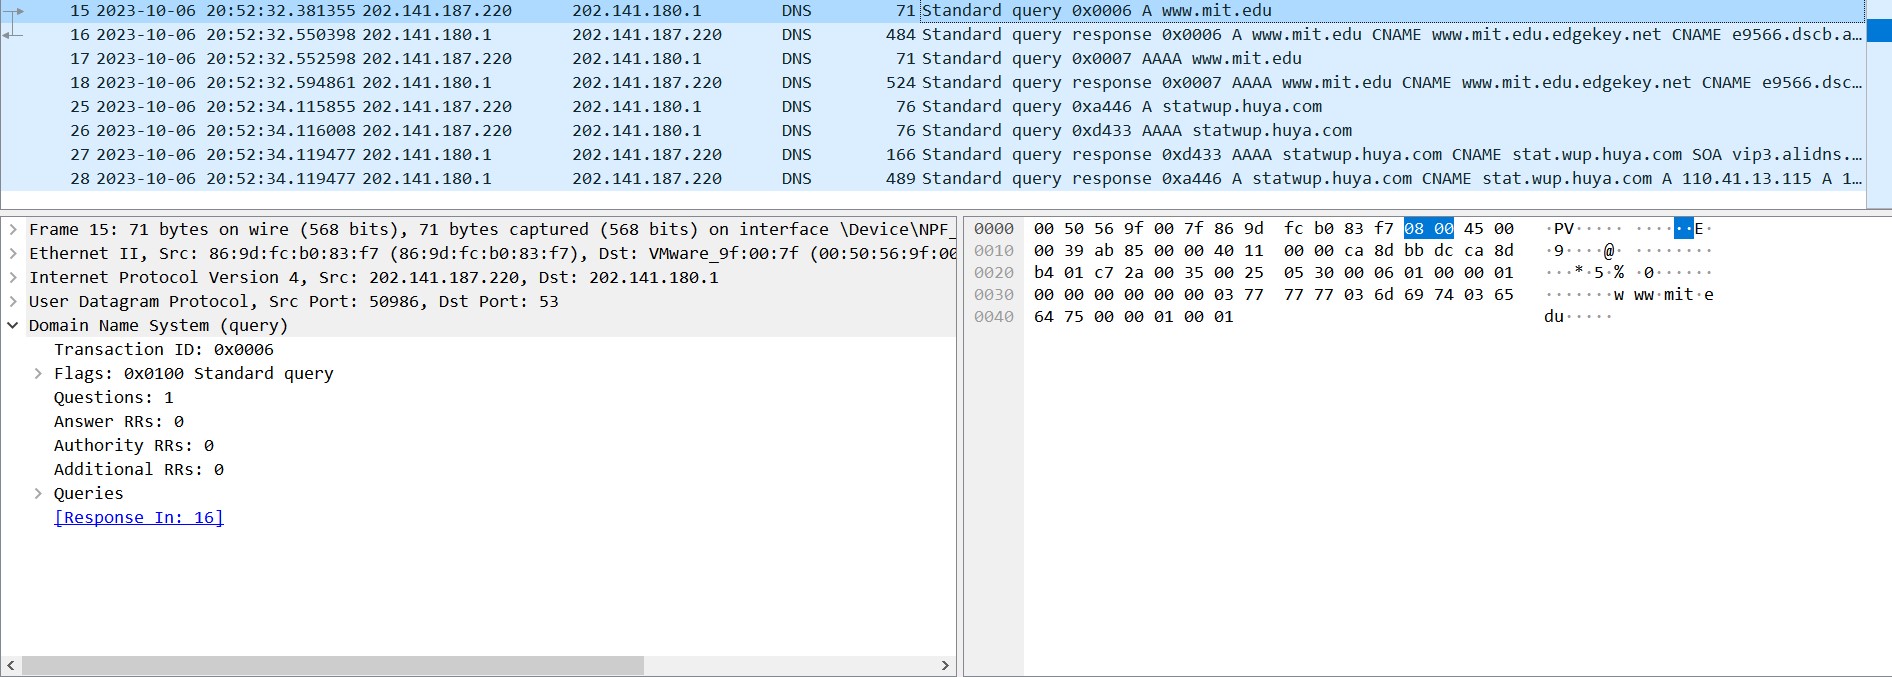 15 2023-10-06 20:52:32.381355 202.141.187.220 202.141.180.1 DNS 71 Standard query 0x0006 A www.mit.edu
16 2023-10-06 20:52:32.550398 202.141.180.1 202.141.187.220 DNS 484 Standard query response 0x0006 A www.mit.edu CNAME www.mit.edu.edgekey.net CNAME e9566.dscb.a…
17 2023-10-06 20:52:32.552598 202.141.187.220 202.141.180.1 DNS 71 Standard query 0x0007 AAAA www.mit.edu
18 2023-10-06 20:52:32.594861 202.141.180.1 202.141.187.220 DNS 524 Standard query response 0x0007 AAAA www.mit.edu CNAME www.mit.edu.edgekey.net CNAME e9566.dsc…
25 2023-10-06 20:52:34.115855 202.141.187.220 202.141.180.1 DNS 76 Standard query 0xa446 A statwup.huya.com
26 2023-10-06 20:52:34.116008 202.141.187.220 202.141.180.1 DNS 76 Standard query 0xd433 AAAA statwup.huya.com
27 2023-10-06 20:52:34.119477 202.141.180.1 202.141.187.220 DNS 166 Standard query response 0xd433 AAAA statwup.huya.com CNAME stat.wup.huya.com SOA vip3.alidns.…
28 2023-10-06 20:52:34.119477 202.141.180.1 202.141.187.220 DNS 489 Standard query response 0xa446 A statwup.huya.com CNAME stat.wup.huya.com A 110.41.13.115 A 1…
Frame 15: 71 bytes on wire (568 bits), 71 bytes captured (568 bits) on interface \Device\NPF_
Ethernet II, Src: 86:9d:fc:b0:83:f7 (86:9d:fc:b0:83:f7), Dst: VMware_9f:00:7f (00:50:56:9f:00
Internet Protocol Version 4, Src: 202.141.187.220, Dst: 202.141.180.1
User Datagram Protocol, Src Port: 50986, Dst Port: 53
Domain Name System (query)
Transaction ID: 0x0006
Flags: 0x0100 Standard query
Questions: 1
Answer RRs: 0
Authority RRs: 0
Additional RRs: 0
Queries
[Response In: 16]
0000 00 50 56 9f 00 7f 86 9d fc b0 83 f7 08 00 45 00 ·PV····· ······E·
0010 00 39 ab 85 00 00 40 11 00 00 ca 8d bb dc ca 8d ·9····@· ········
0020 b4 01 c7 2a 00 35 00 25 05 30 00 06 01 00 00 01 ···*·5·% ·0······
0030 00 00 00 00 00 00 03 77 77 77 03 6d 69 74 03 65 ·······w ww·mit·e
0040 64 75 00 00 01 00 01 du·····